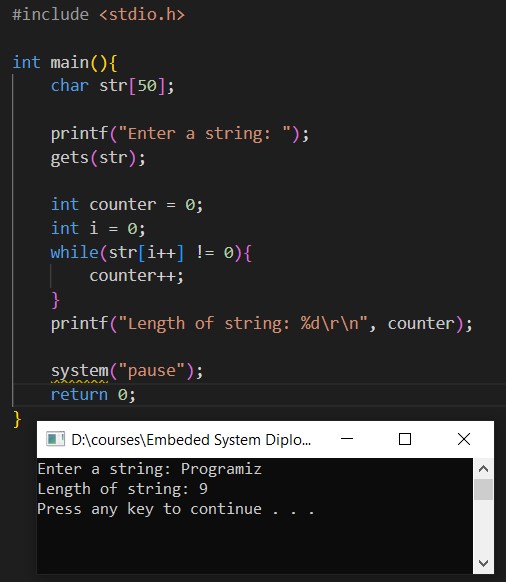 #include <stdio.h>
int main(){
char str[50];
printf("Enter a string: ");
gets(str);
int counter = 0;
int i = 0;
while(str[i++] != 0){
counter++;
}
printf("Length of string: %d\r\n", counter);
system("pause");
return 0;
}
D:\courses\Embeded System Diplo...
Enter a string: Programiz
Length of string: 9
Press any key to continue . . .